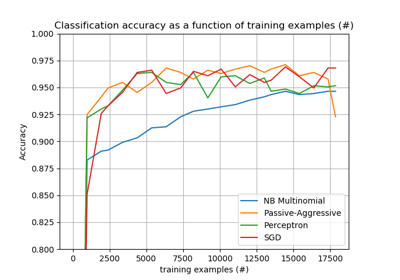 Classification accuracy as a function of training examples (#)
1.000
0.975
0.950
0.925
0.900
0.875
0.850
0.825
0.800
Accuracy
NB Multinomial
Passive-Aggressive
Perceptron
SGD
0 2500 5000 7500 10000 12500 15000 17500
training examples (#)